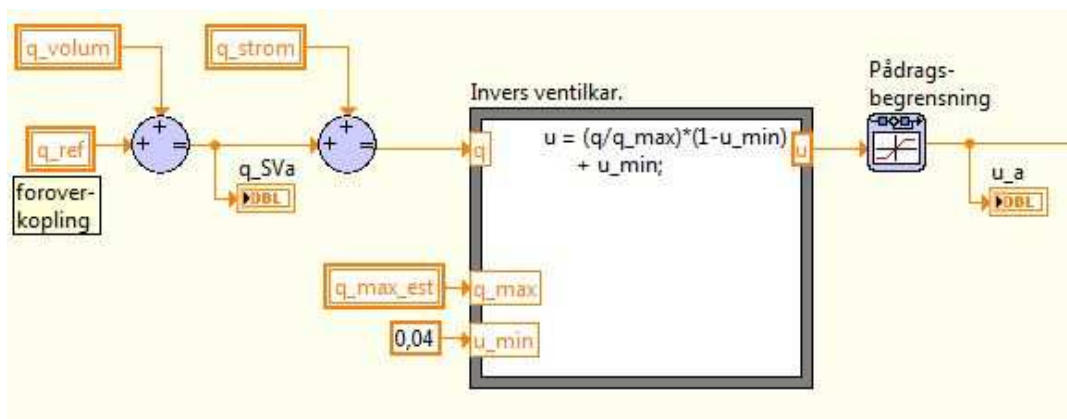 q_volum
q_strom
q_ref
forover-
kopling
q_SVa
DBL
Invers ventilkar.
q
u = (q/q_max)*(1-u_min)
+ u_min;
u
q_max_est
q_max
0,04
u_min
Pådrags-
begrensning
u_a
DBL